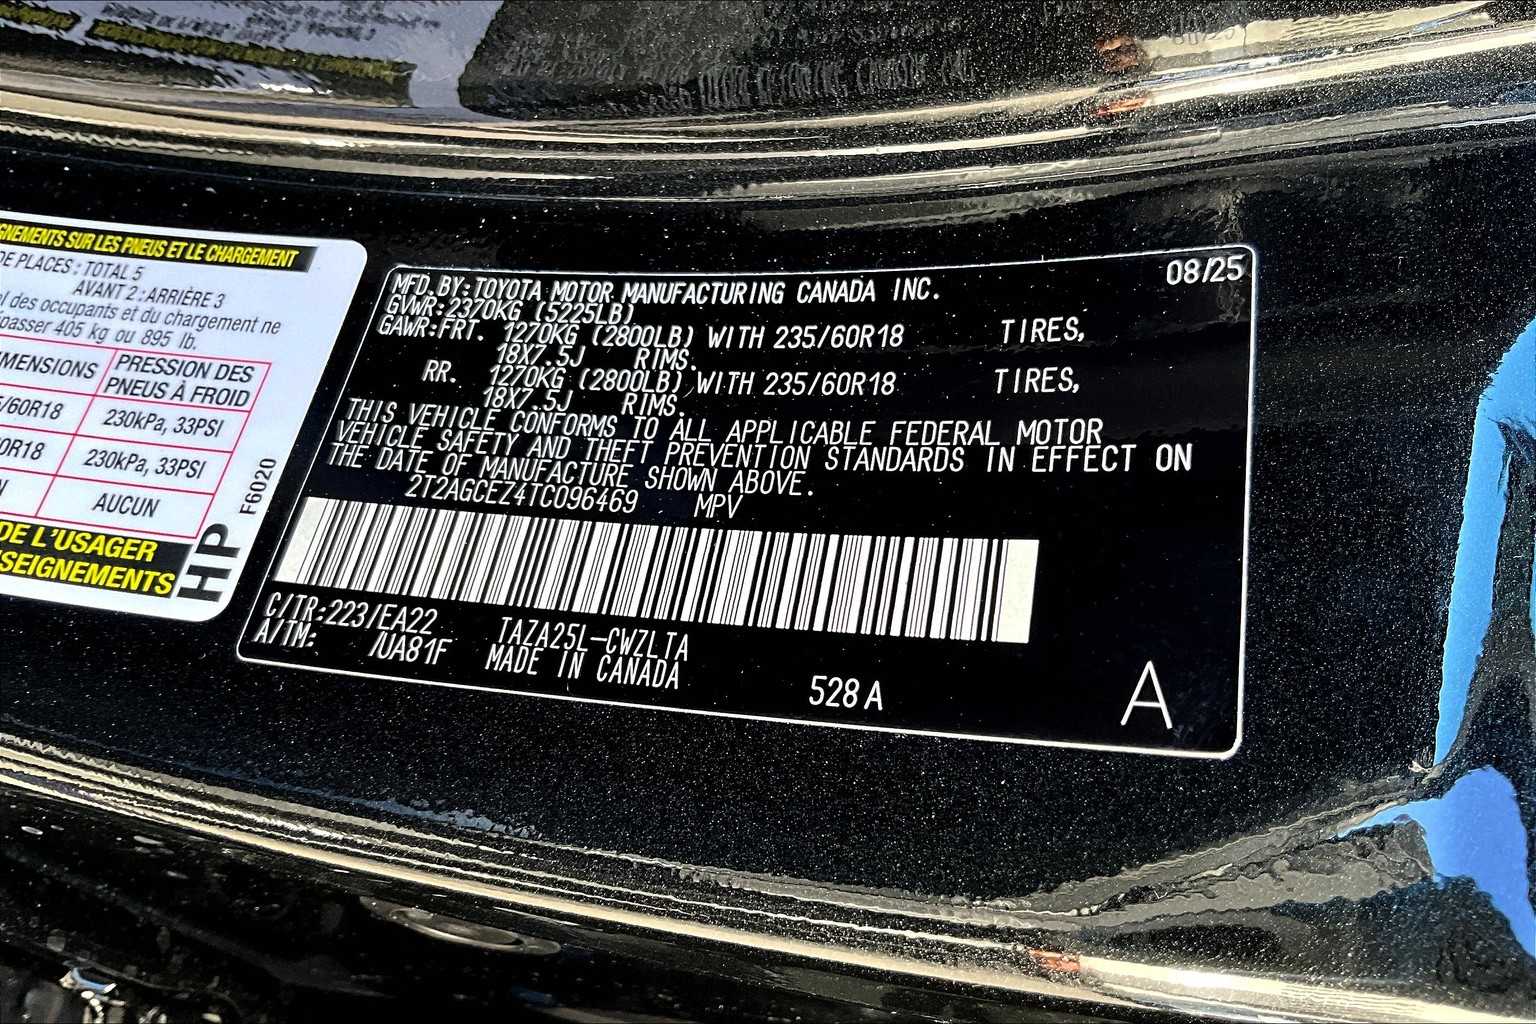 GNEMENTS SUR LES PNEUS ET LE CHARGEMENT
DE PLACES : TOTAL 5
AVANT 2 : ARRIÈRE 3
el des occupants et du chargement ne
passer 405 kg ou 895 lb.
MENSIONS PRESSION DES PNEUS À FROID
5/60R18 230kPa, 33PSI
0R18 230kPa, 33PSI
N AUCUN
DE L'USAGER
SEIGNEMENTS
HP F6020
MFD. BY: TOYOTA MOTOR MANUFACTURING CANADA INC. 08/25
GVWR: 2370KG (5225LB)
GAWR: FRT. 1270KG (2800LB) WITH 235/60R18 TIRES,
18X7.5J RIMS.
RR. 1270KG (2800LB) WITH 235/60R18 TIRES,
18X7.5J RIMS.
THIS VEHICLE CONFORMS TO ALL APPLICABLE FEDERAL MOTOR
VEHICLE SAFETY AND THEFT PREVENTION STANDARDS IN EFFECT ON
THE DATE OF MANUFACTURE SHOWN ABOVE.
2T2AGCEZ4TC096469 MPV
C/TR: 223/EA22 TAZA25L-CWZLTA
A/TM: /UA81F MADE IN CANADA
528A A